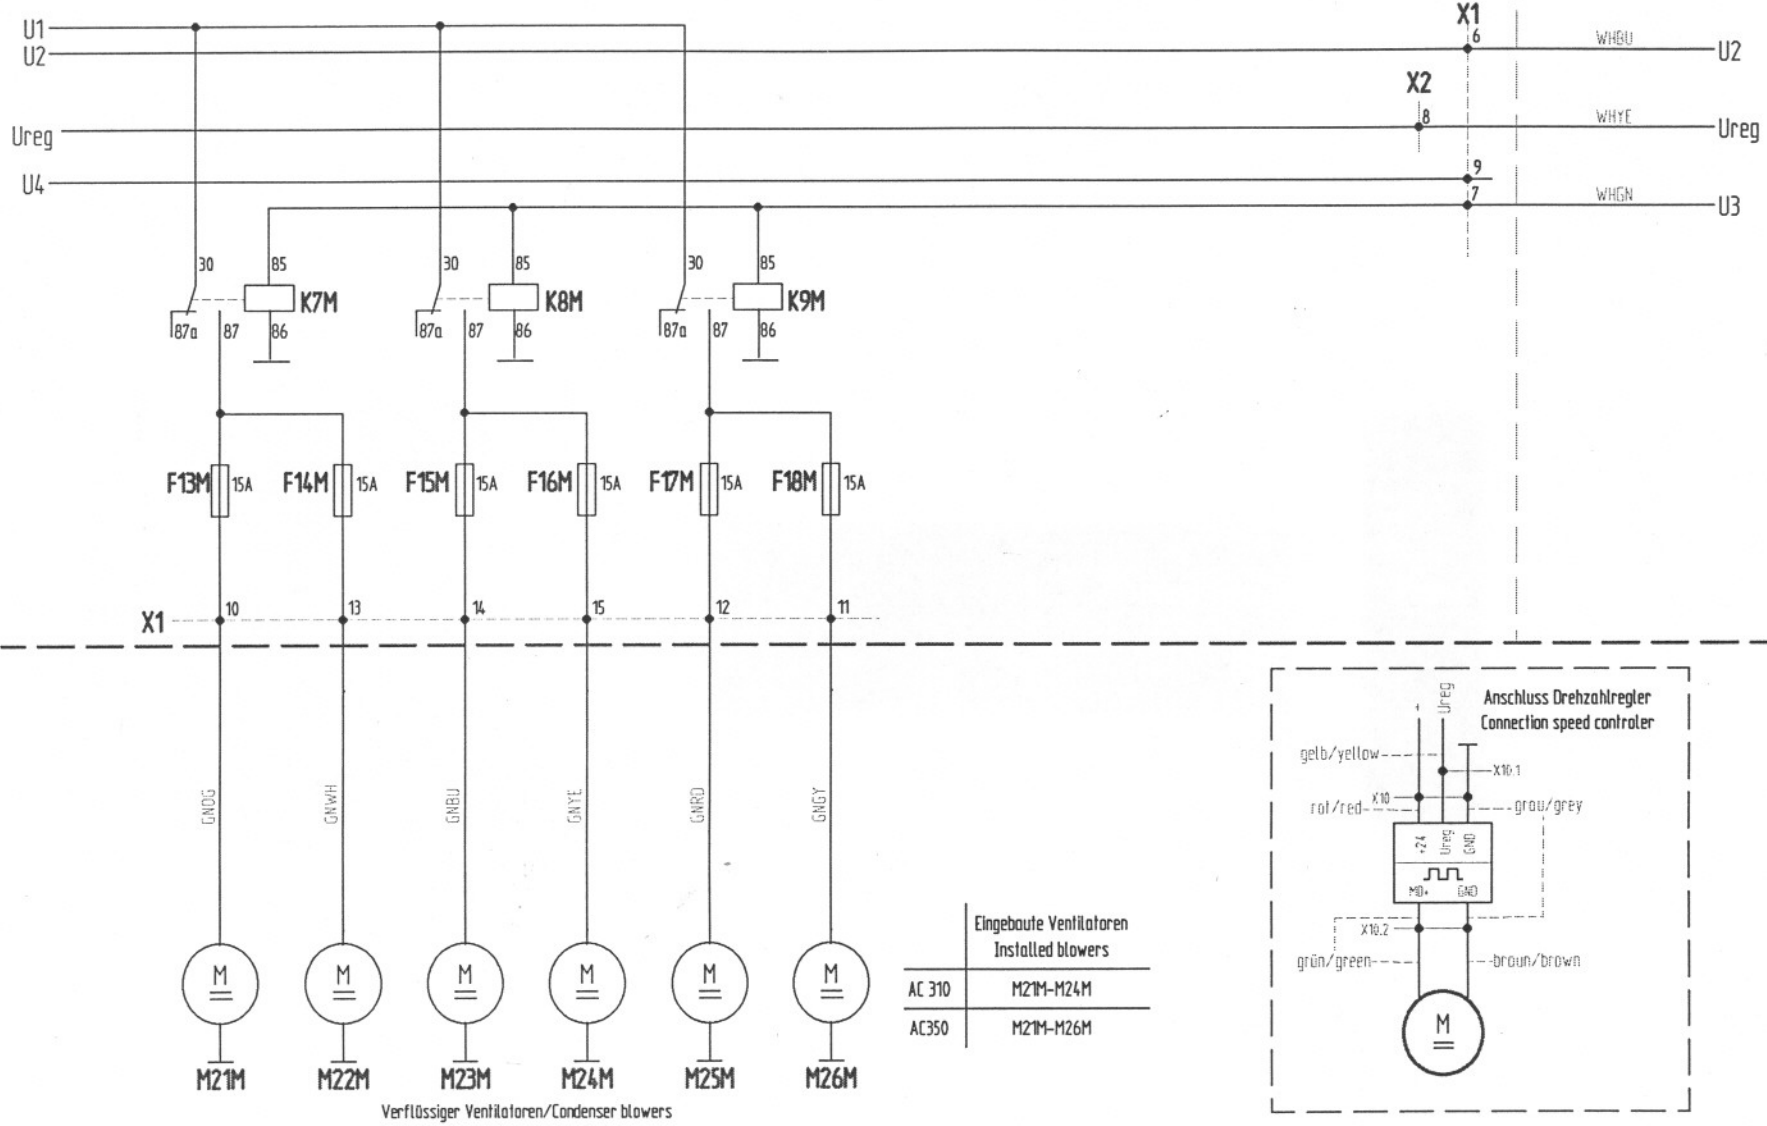 U1
U2
X1
6
WHBU
U2
X2
Ureg
8
WHYE
Ureg
U4
9
7
WHGN
U3
30
85
30
85
30
85
K7M
K8M
K9M
87a
87
86
87a
87
86
87a
87
86
F13M
15A
F14M
15A
F15M
15A
F16M
15A
F17M
15A
F18M
15A
X1
10
13
14
15
12
11
GNOG
GNWH
GNBU
GNYE
GNRD
GNGY
M
M
M
M
M
M
M21M
M22M
M23M
M24M
M25M
M26M
Verflüssiger Ventilatoren/Condenser blowers
Eingebaute Ventilatoren
Installed blowers
AC 310
M21M-M24M
AC350
M21M-M26M
Anschluss Drehzahlregler
Connection speed controler
+
Ureg
gelb/yellow
X10.1
X10
rot/red
grau/grey
+24
Ureg
GND
MO+
GND
X10.2
grün/green
braun/brown
M